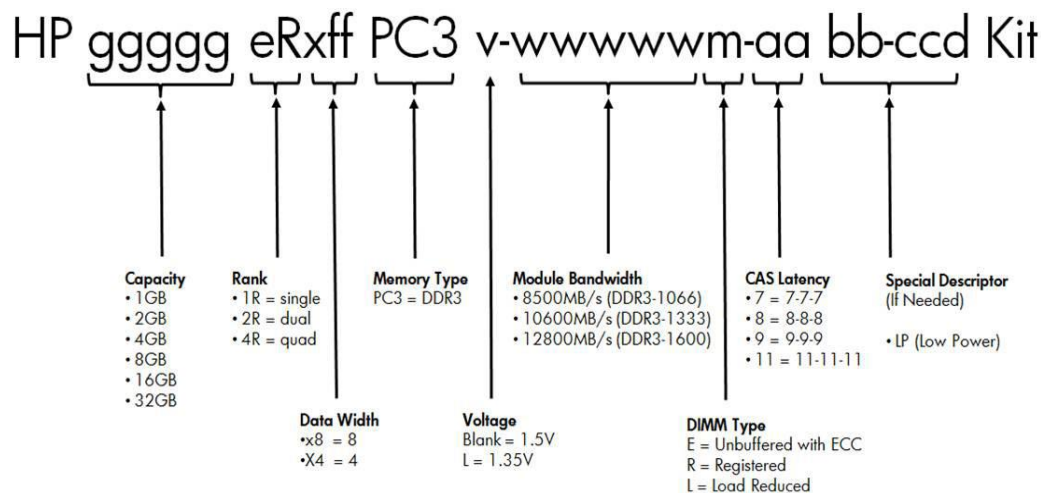 HP ggggg eRxff PC3 v-wwwwwm-aa bb-ccd Kit
Capacity
• 1GB
• 2GB
• 4GB
• 8GB
• 16GB
• 32GB
Rank
• 1R = single
• 2R = dual
• 4R = quad
Memory Type
PC3 = DDR3
Module Bandwidth
• 8500MB/s (DDR3-1066)
• 10600MB/s (DDR3-1333)
• 12800MB/s (DDR3-1600)
CAS Latency
• 7 = 7-7-7
• 8 = 8-8-8
• 9 = 9-9-9
• 11 = 11-11-11
Special Descriptor
(If Needed)
• LP (Low Power)
Data Width
•x8 = 8
•X4 = 4
Voltage
Blank = 1.5V
L = 1.35V
DIMM Type
E = Unbuffered with ECC
R = Registered
L = Load Reduced